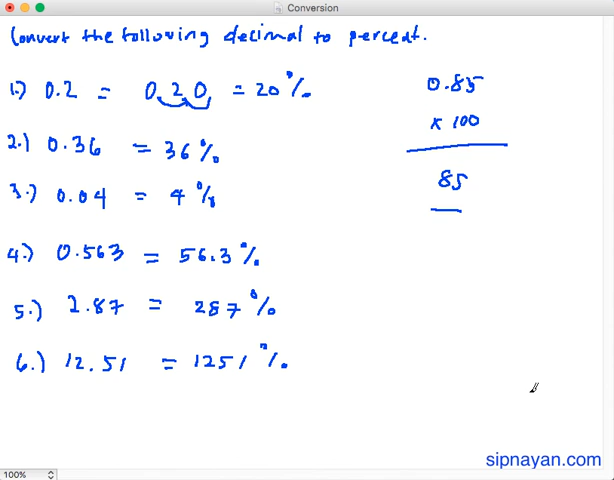 Conversion
Convert the following decimal to percent.
1.) 0.2 = 0.20 = 20%
2.) 0.36 = 36%
3.) 0.04 = 4%
4.) 0.563 = 56.3%
5.) 2.87 = 287%
6.) 12.51 = 1251%
0.85
x 100
85
sipnayan.com
100%